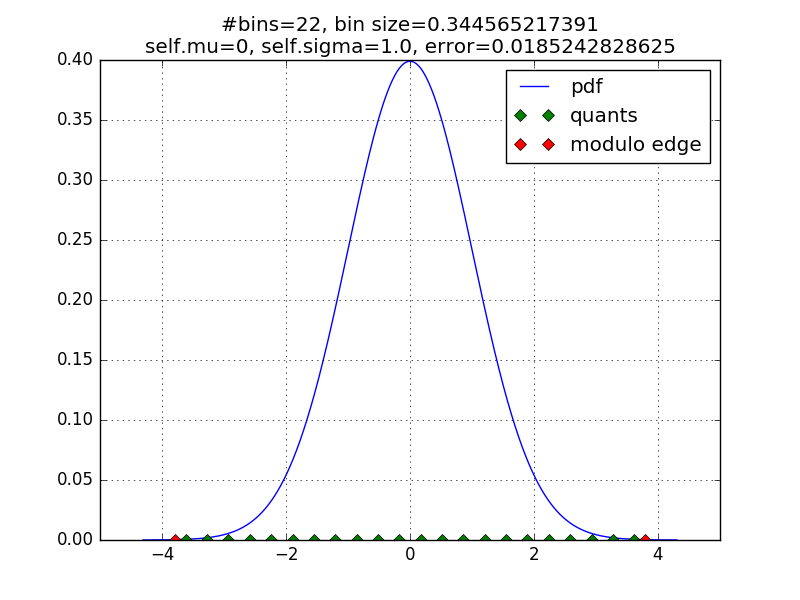 #bins=22, bin size=0.344565217391
self.mu=0, self.sigma=1.0, error=0.0185242828625
0.40
pdf
quants
modulo edge
0.35
0.30
0.25
0.20
0.15
0.10
0.05
0.00
−4 −2 0 2 4